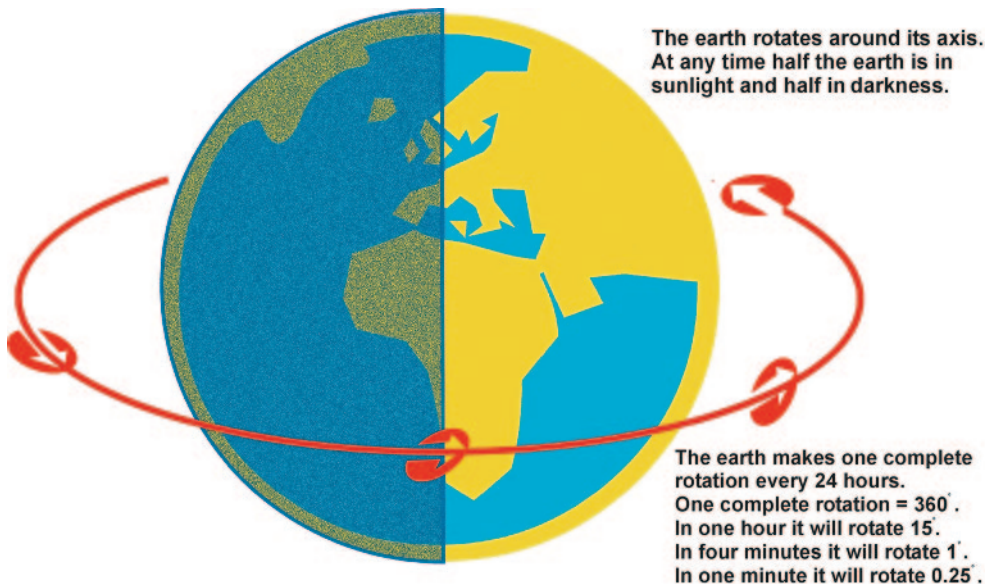 The earth rotates around its axis.
At any time half the earth is in
sunlight and half in darkness.
The earth makes one complete
rotation every 24 hours.
One complete rotation = 360°.
In one hour it will rotate 15°.
In four minutes it will rotate 1°.
In one minute it will rotate 0.25°.